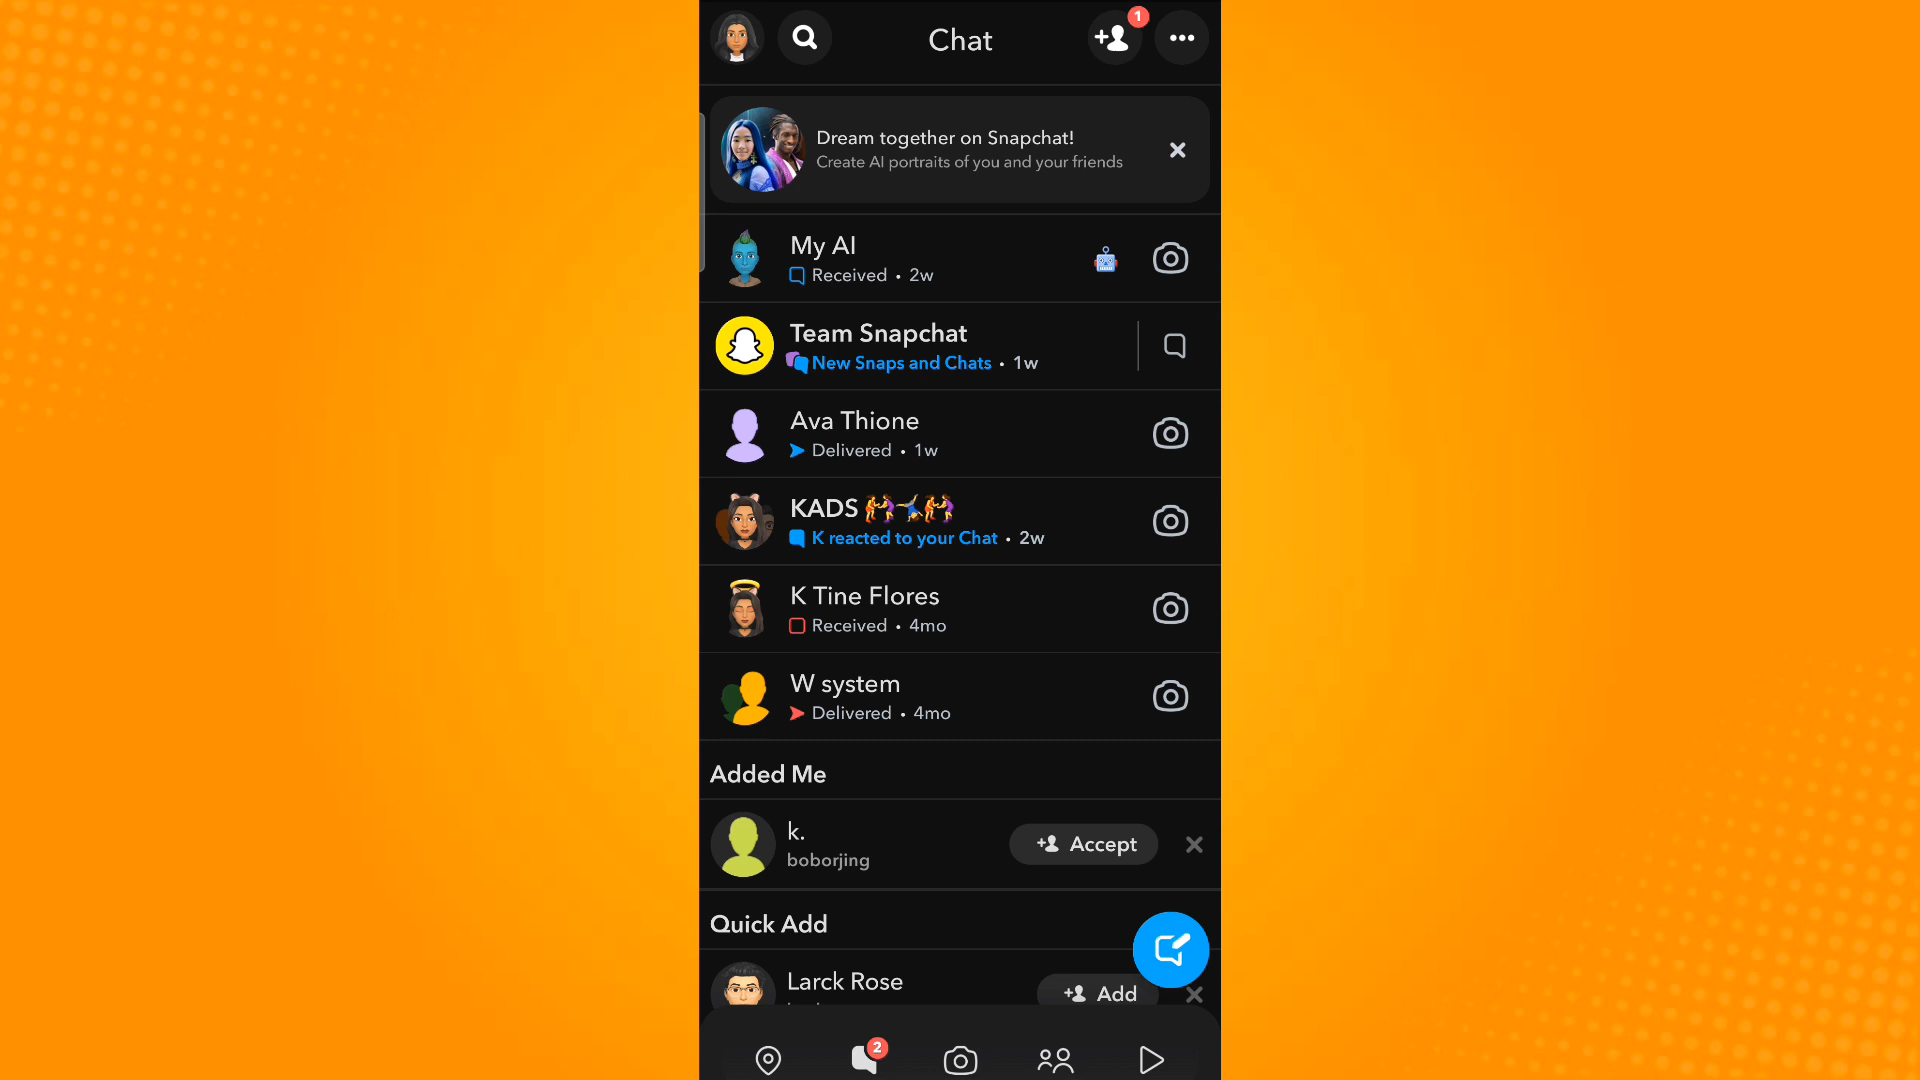 Chat
1
Dream together on Snapchat!
Create AI portraits of you and your friends
My AI
Received • 2w
Team Snapchat
New Snaps and Chats • 1w
Ava Thione
Delivered • 1w
KADS
K reacted to your Chat • 2w
K Tine Flores
Received • 4mo
W system
Delivered • 4mo
Added Me
k.
boborjing
Accept
Quick Add
Larck Rose
Add
2